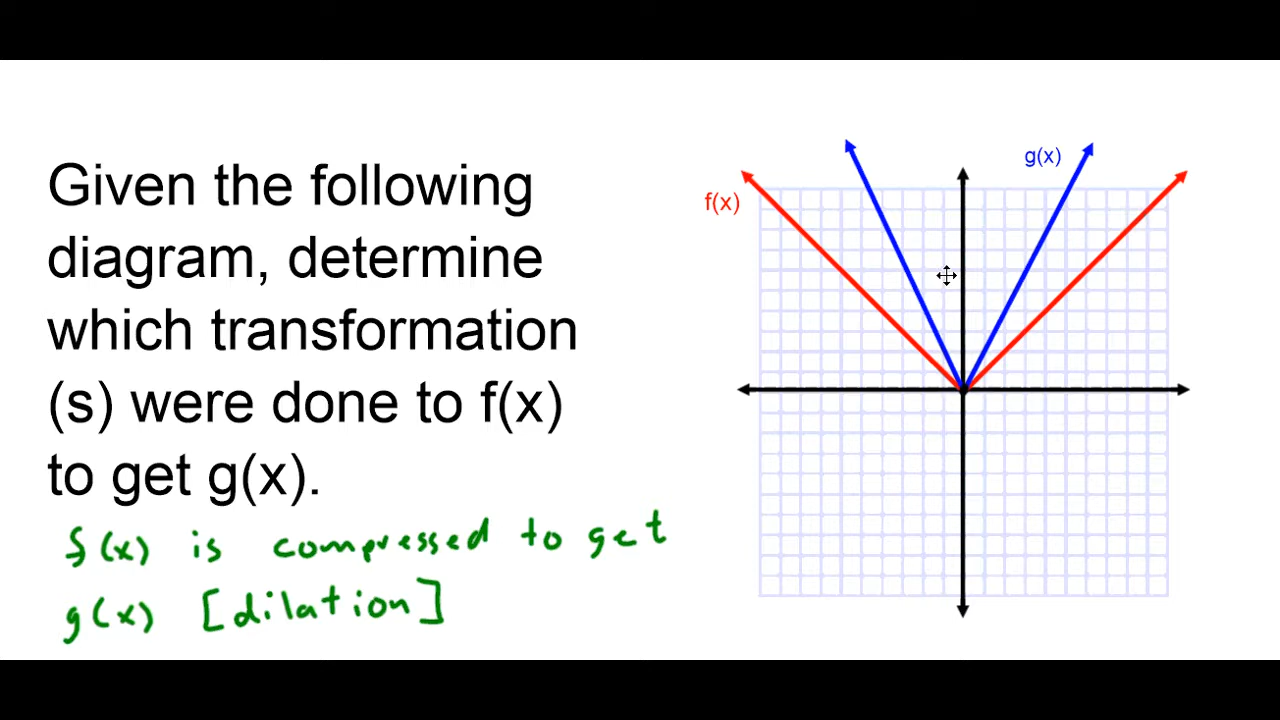 Given the following
diagram, determine
which transformation
(s) were done to f(x)
to get g(x).
f(x) is compressed to get
g(x) [dilation]
f(x)
g(x)